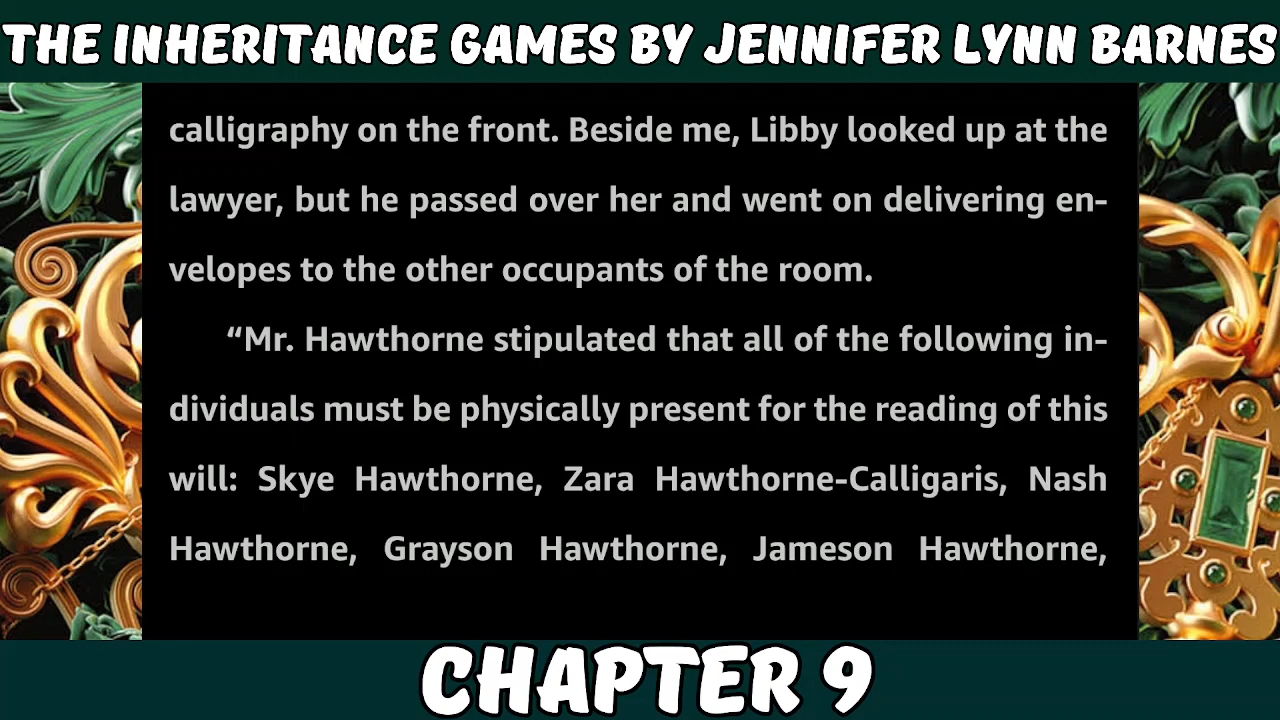 THE INHERITANCE GAMES BY JENNIFER LYNN BARNES
calligraphy on the front. Beside me, Libby looked up at the
lawyer, but he passed over her and went on delivering en-
velopes to the other occupants of the room.
“Mr. Hawthorne stipulated that all of the following in-
dividuals must be physically present for the reading of this
will: Skye Hawthorne, Zara Hawthorne-Calligaris, Nash
Hawthorne, Grayson Hawthorne, Jameson Hawthorne,
CHAPTER 9